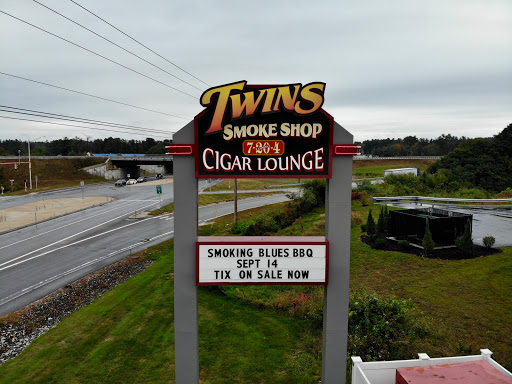 TWINS
SMOKE SHOP
7-20-4
CIGAR LOUNGE
SMOKING BLUES BBQ
SEPT 14
TIX ON SALE NOW